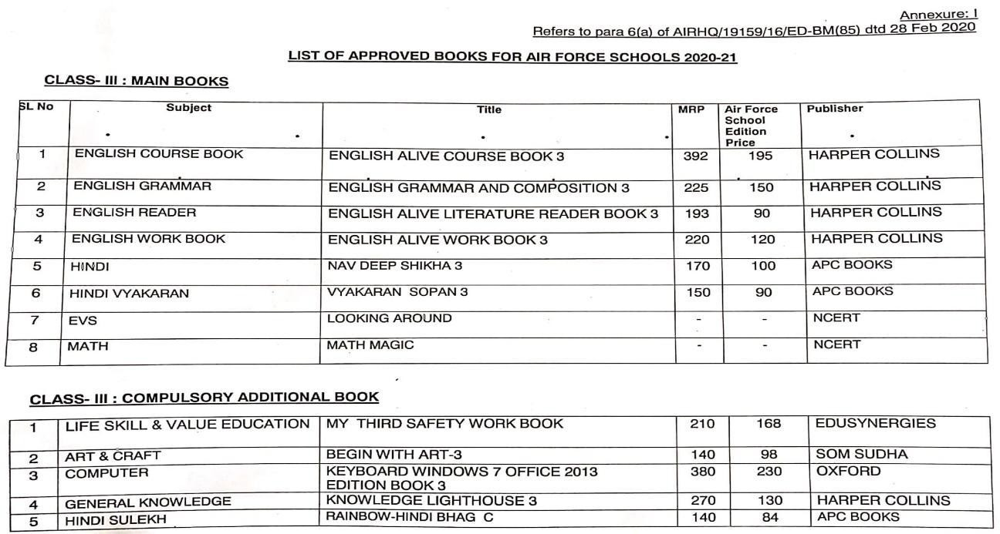 Annexure: I
Refers to para 6(a) of AIRHQ/19159/16/ED-BM(85) dtd 28 Feb 2020
LIST OF APPROVED BOOKS FOR AIR FORCE SCHOOLS 2020-21
CLASS- III : MAIN BOOKS
SL No Subject Title MRP Air Force School Edition Price Publisher
1 ENGLISH COURSE BOOK ENGLISH ALIVE COURSE BOOK 3 392 195 HARPER COLLINS
2 ENGLISH GRAMMAR ENGLISH GRAMMAR AND COMPOSITION 3 225 150 HARPER COLLINS
3 ENGLISH READER ENGLISH ALIVE LITERATURE READER BOOK 3 193 90 HARPER COLLINS
4 ENGLISH WORK BOOK ENGLISH ALIVE WORK BOOK 3 220 120 HARPER COLLINS
5 HINDI NAV DEEP SHIKHA 3 170 100 APC BOOKS
6 HINDI VYAKARAN VYAKARAN SOPAN 3 150 90 APC BOOKS
7 EVS LOOKING AROUND - - NCERT
8 MATH MATH MAGIC - - NCERT
CLASS- III : COMPULSORY ADDITIONAL BOOK
1 LIFE SKILL & VALUE EDUCATION MY THIRD SAFETY WORK BOOK 210 168 EDUSYNERGIES
2 ART & CRAFT BEGIN WITH ART-3 140 98 SOM SUDHA
3 COMPUTER KEYBOARD WINDOWS 7 OFFICE 2013 380 230 OXFORD
EDITION BOOK 3
4 GENERAL KNOWLEDGE KNOWLEDGE LIGHTHOUSE 3 270 130 HARPER COLLINS
5 HINDI SULEKH RAINBOW-HINDI BHAG C 140 84 APC BOOKS